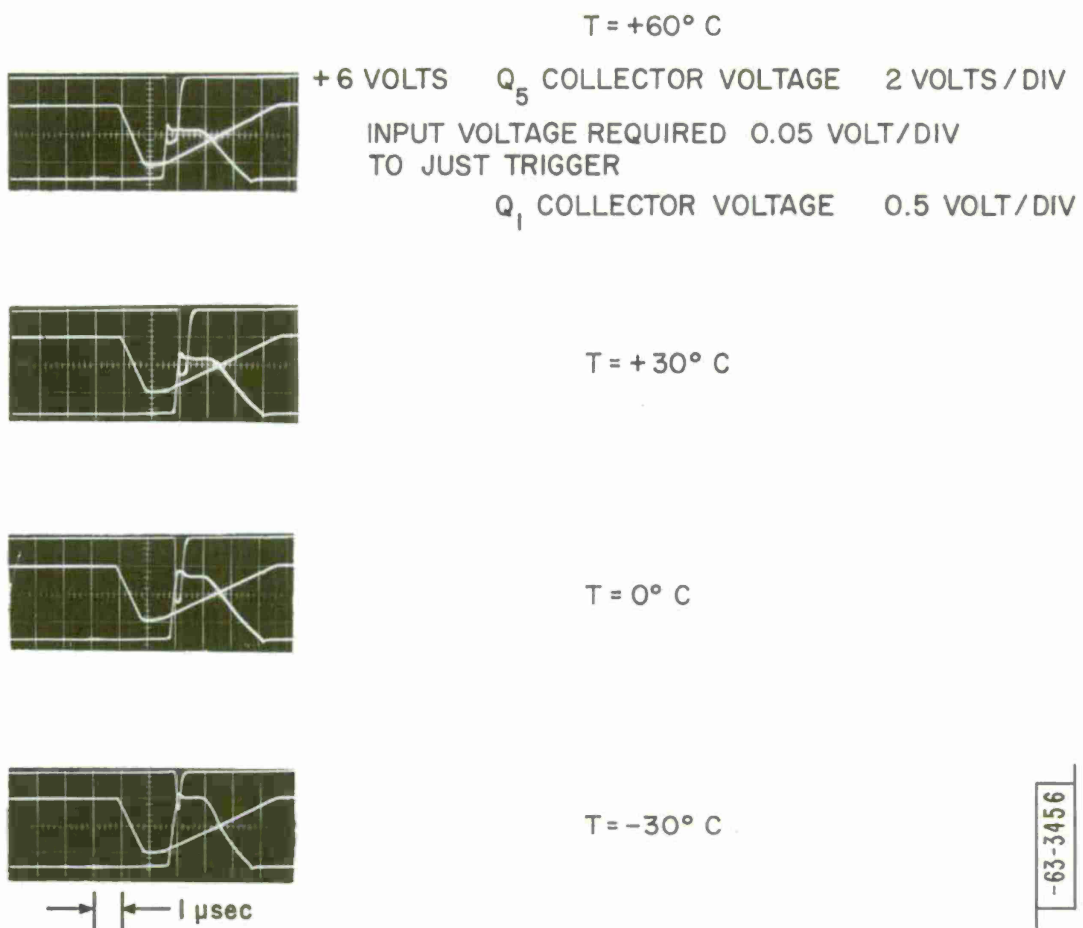 T = +60° C
+6 VOLTS Q5 COLLECTOR VOLTAGE 2 VOLTS/DIV
INPUT VOLTAGE REQUIRED 0.05 VOLT/DIV
TO JUST TRIGGER
Q1 COLLECTOR VOLTAGE 0.5 VOLT/DIV
T = +30° C
T = 0° C
T = -30° C
1 µsec
-63-3456